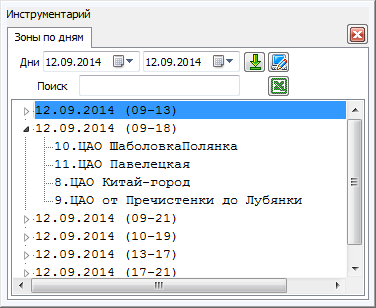 Инструментарий
Зоны по дням
Дни 12.09.2014 12.09.2014
Поиск
12.09.2014 (09-13)
12.09.2014 (09-18)
10.ЦАО ШаболовкаПолянка
11.ЦАО Павелецкая
8.ЦАО Китай-город
9.ЦАО от Пречистенки до Лубянки
12.09.2014 (09-21)
12.09.2014 (10-19)
12.09.2014 (13-17)
12.09.2014 (17-21)